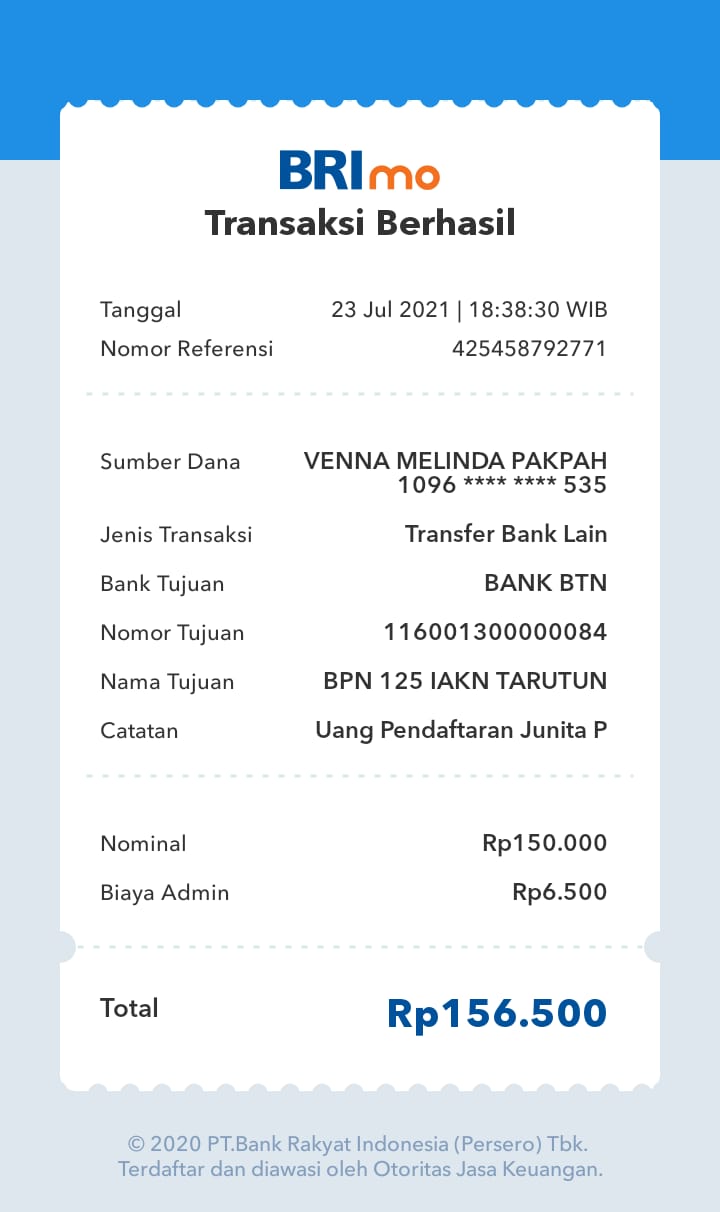 BRImo
Transaksi Berhasil
Tanggal 23 Jul 2021 | 18:38:30 WIB
Nomor Referensi 425458792771
Sumber Dana VENNA MELINDA PAKPAH
1096 **** **** 535
Jenis Transaksi Transfer Bank Lain
Bank Tujuan BANK BTN
Nomor Tujuan 116001300000084
Nama Tujuan BPN 125 IAKN TARUTUN
Catatan Uang Pendaftaran Junita P
Nominal Rp150.000
Biaya Admin Rp6.500
Total Rp156.500
© 2020 PT.Bank Rakyat Indonesia (Persero) Tbk.
Terdaftar dan diawasi oleh Otoritas Jasa Keuangan.